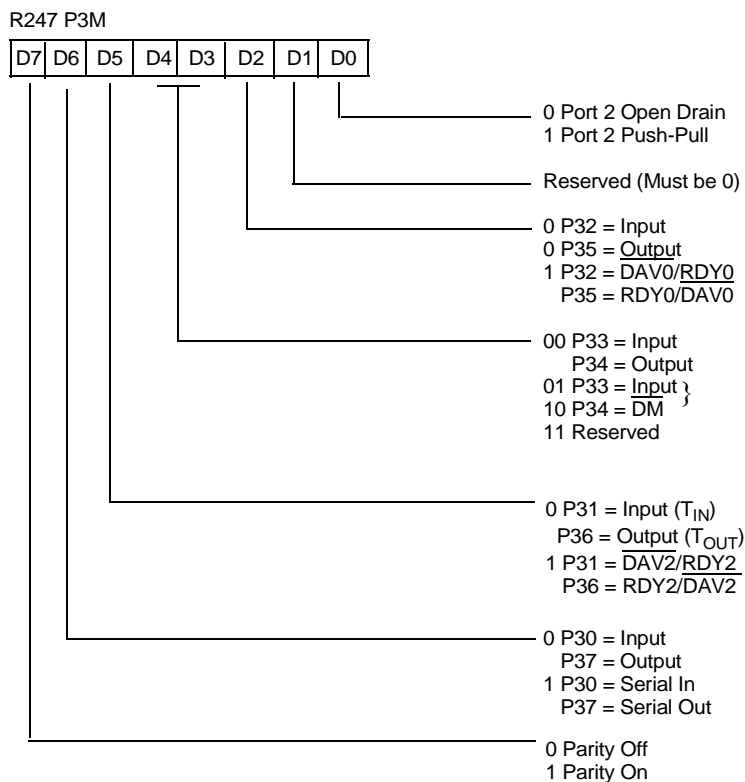 R247 P3M
D7 D6 D5 D4 D3 D2 D1 D0
0 Port 2 Open Drain
1 Port 2 Push-Pull
Reserved (Must be 0)
0 P32 = Input
0 P35 = Output
1 P32 = DAV0/RDY0
P35 = RDY0/DAV0
00 P33 = Input
P34 = Output
01 P33 = Input }
10 P34 = DM
11 Reserved
0 P31 = Input (TIN)
P36 = Output (TOUT)
1 P31 = DAV2/RDY2
P36 = RDY2/DAV2
0 P30 = Input
P37 = Output
1 P30 = Serial In
P37 = Serial Out
0 Parity Off
1 Parity On